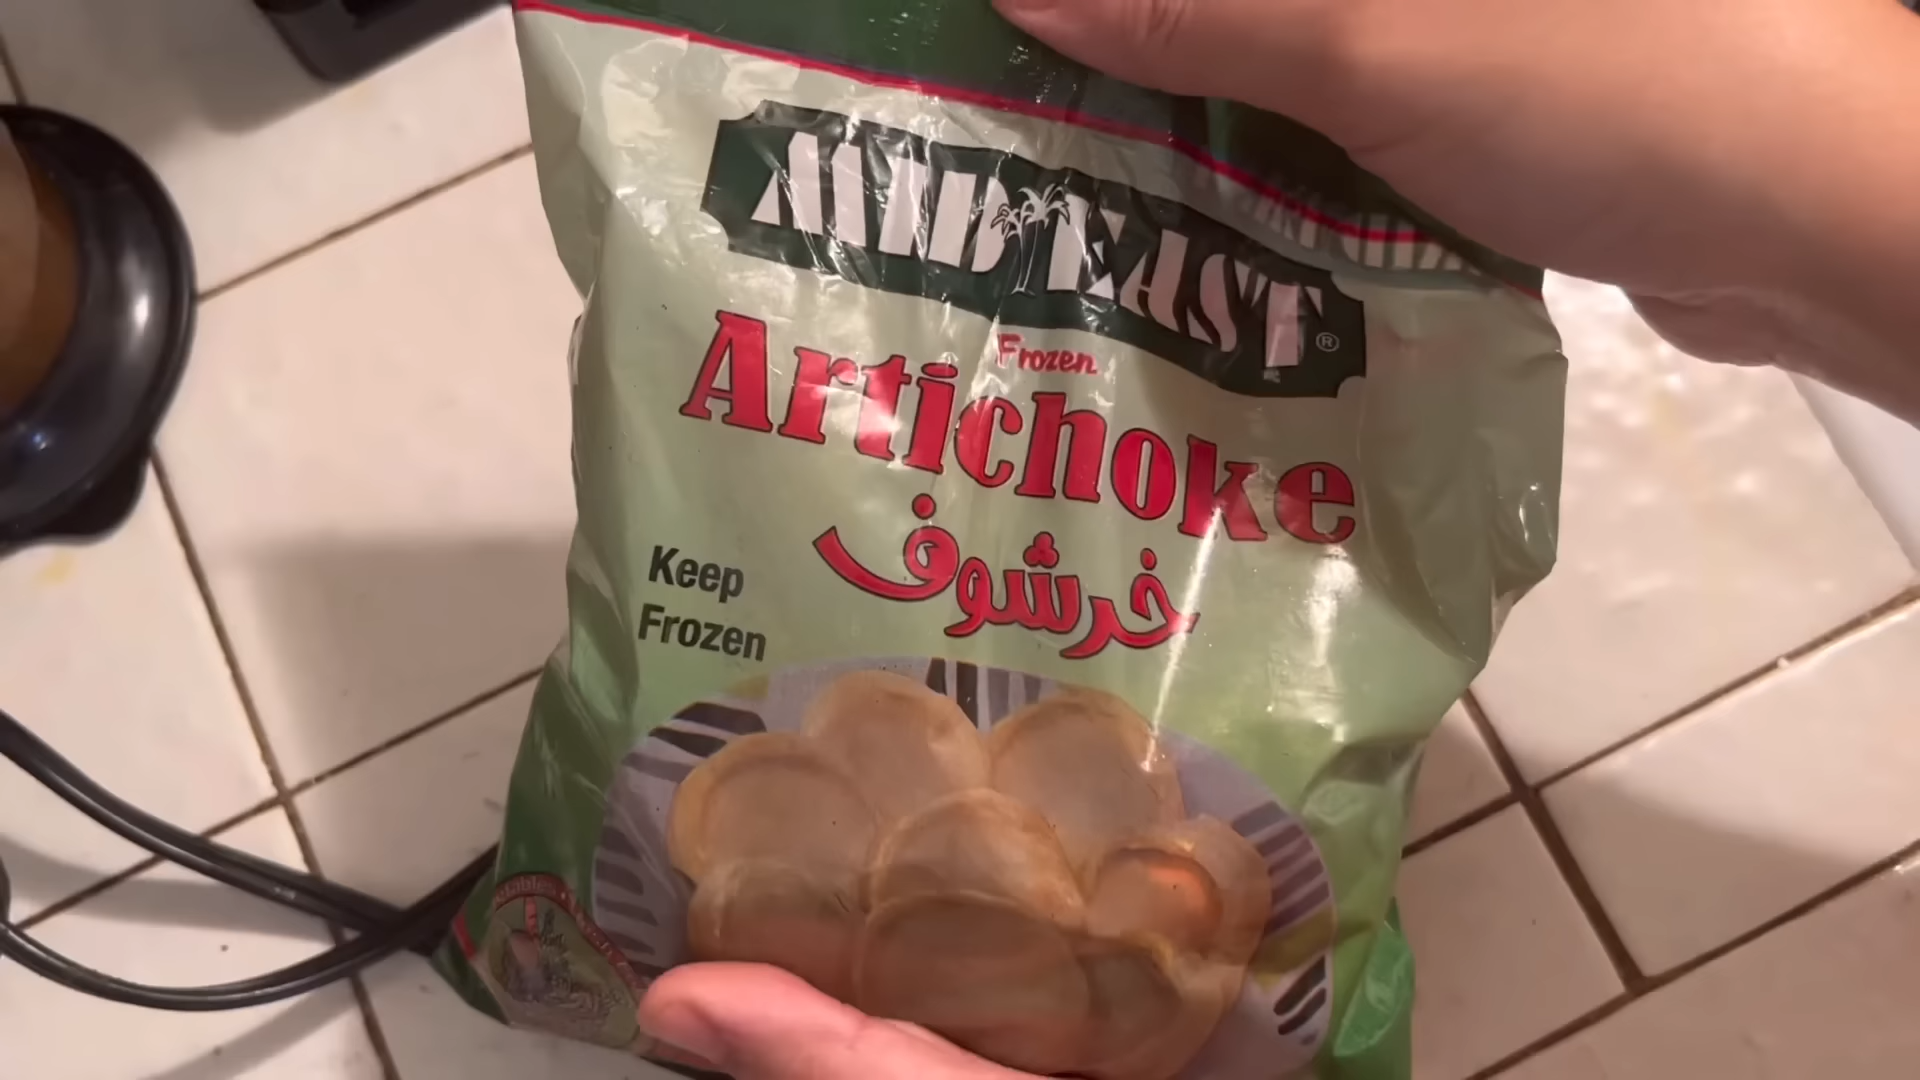 MID EAST ®
Frozen
Artichoke
خرشوف
Keep
Frozen